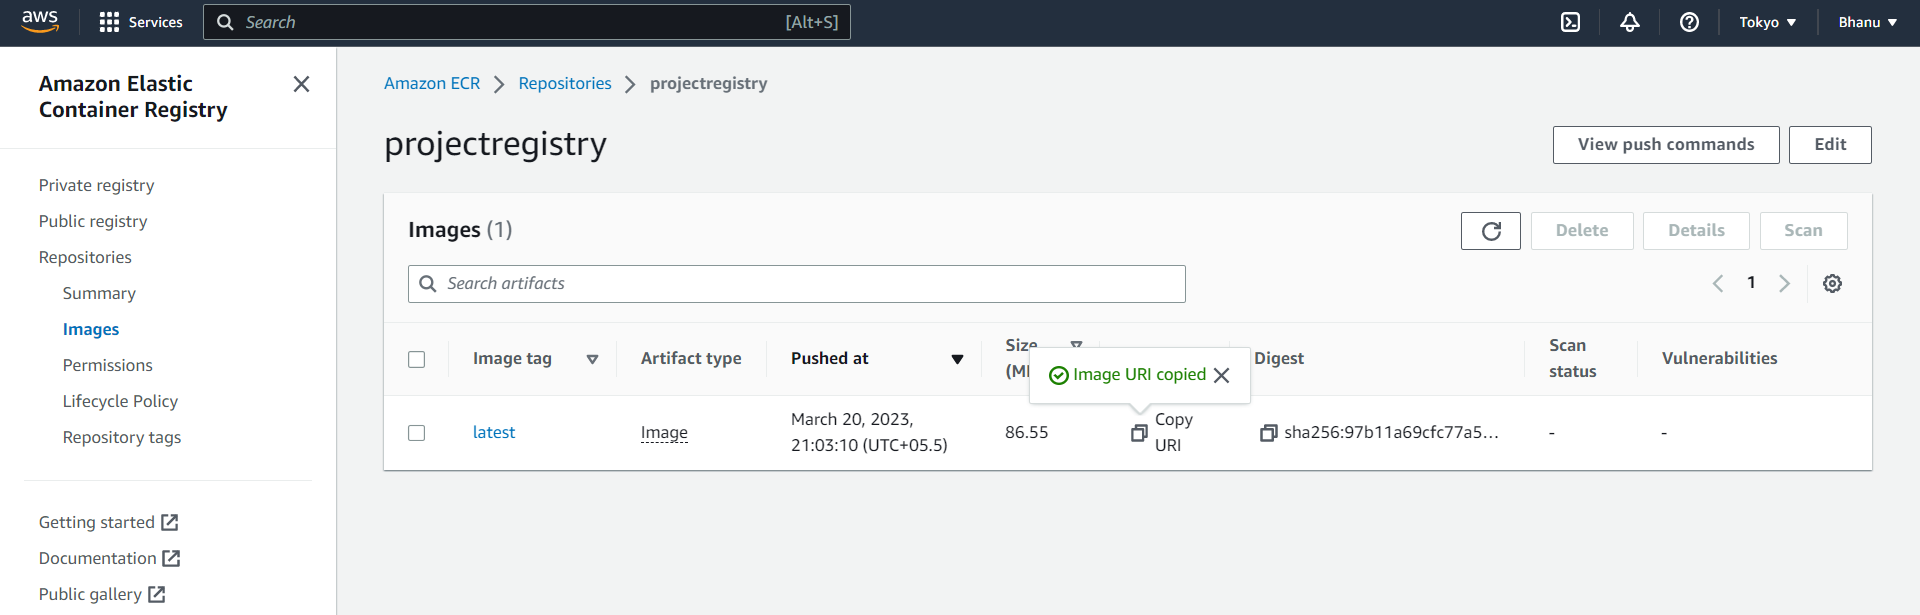 aws
Services
Search
[Alt+S]
Tokyo
Bhanu
Amazon Elastic
Container Registry
Private registry
Public registry
Repositories
Summary
Images
Permissions
Lifecycle Policy
Repository tags
Getting started
Documentation
Public gallery
Amazon ECR
Repositories
projectregistry
projectregistry
View push commands
Edit
Images (1)
Delete
Details
Scan
Search artifacts
1
Image tag
Artifact type
Pushed at
Size
Image URI copied
Digest
Scan
status
Vulnerabilities
latest
Image
March 20, 2023,
21:03:10 (UTC+05.5)
86.55
Copy
URI
sha256:97b11a69cfc77a5...
-
-